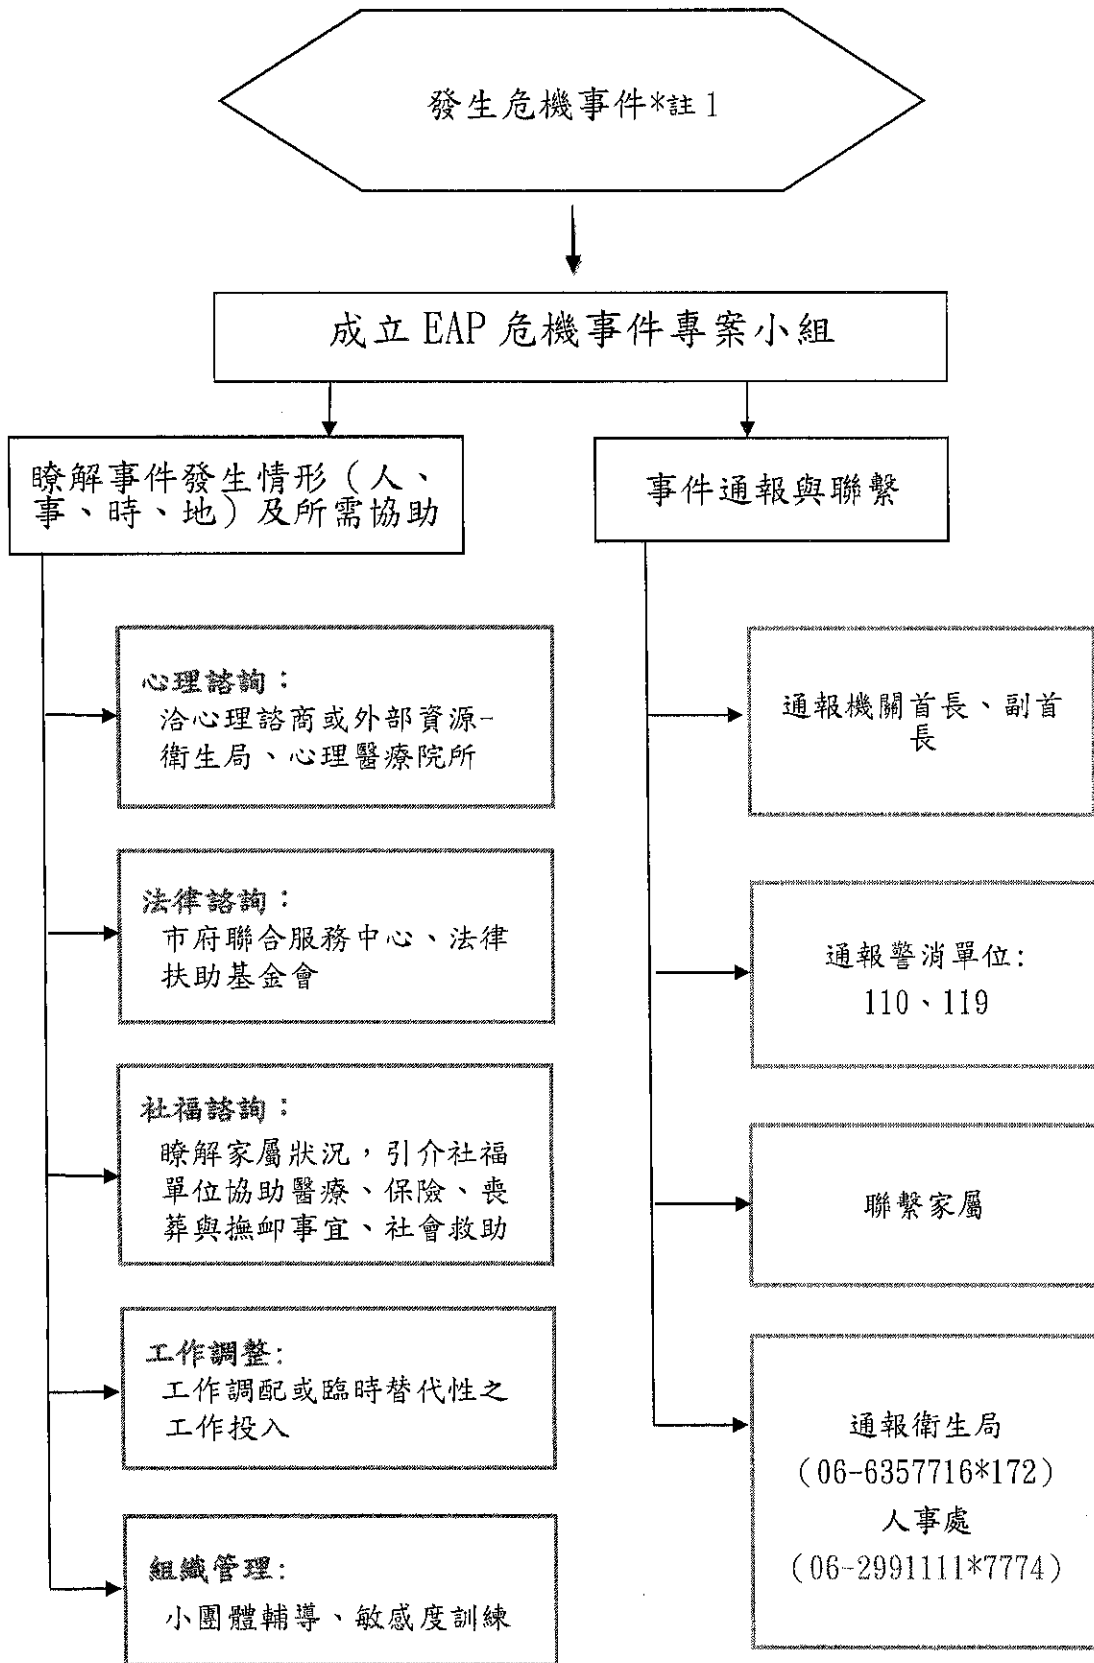 發生危機事件*註1
成立 EAP 危機事件專案小組
瞭解事件發生情形（人、
事、時、地）及所需協助
心理諮詢：
洽心理諮商或外部資源-
衛生局、心理醫療院所
法律諮詢：
市府聯合服務中心、法律
扶助基金會
社福諮詢：
瞭解家屬狀況，引介社福
單位協助醫療、保險、喪
葬與撫卹事宜、社會救助
工作調整:
工作調配或臨時替代性之
工作投入
組織管理:
小團體輔導、敏感度訓練
事件通報與聯繫
通報機關首長、副首
長
通報警消單位:
110、119
聯繫家屬
通報衛生局
(06-6357716*172)
人事處
(06-2991111*7774)